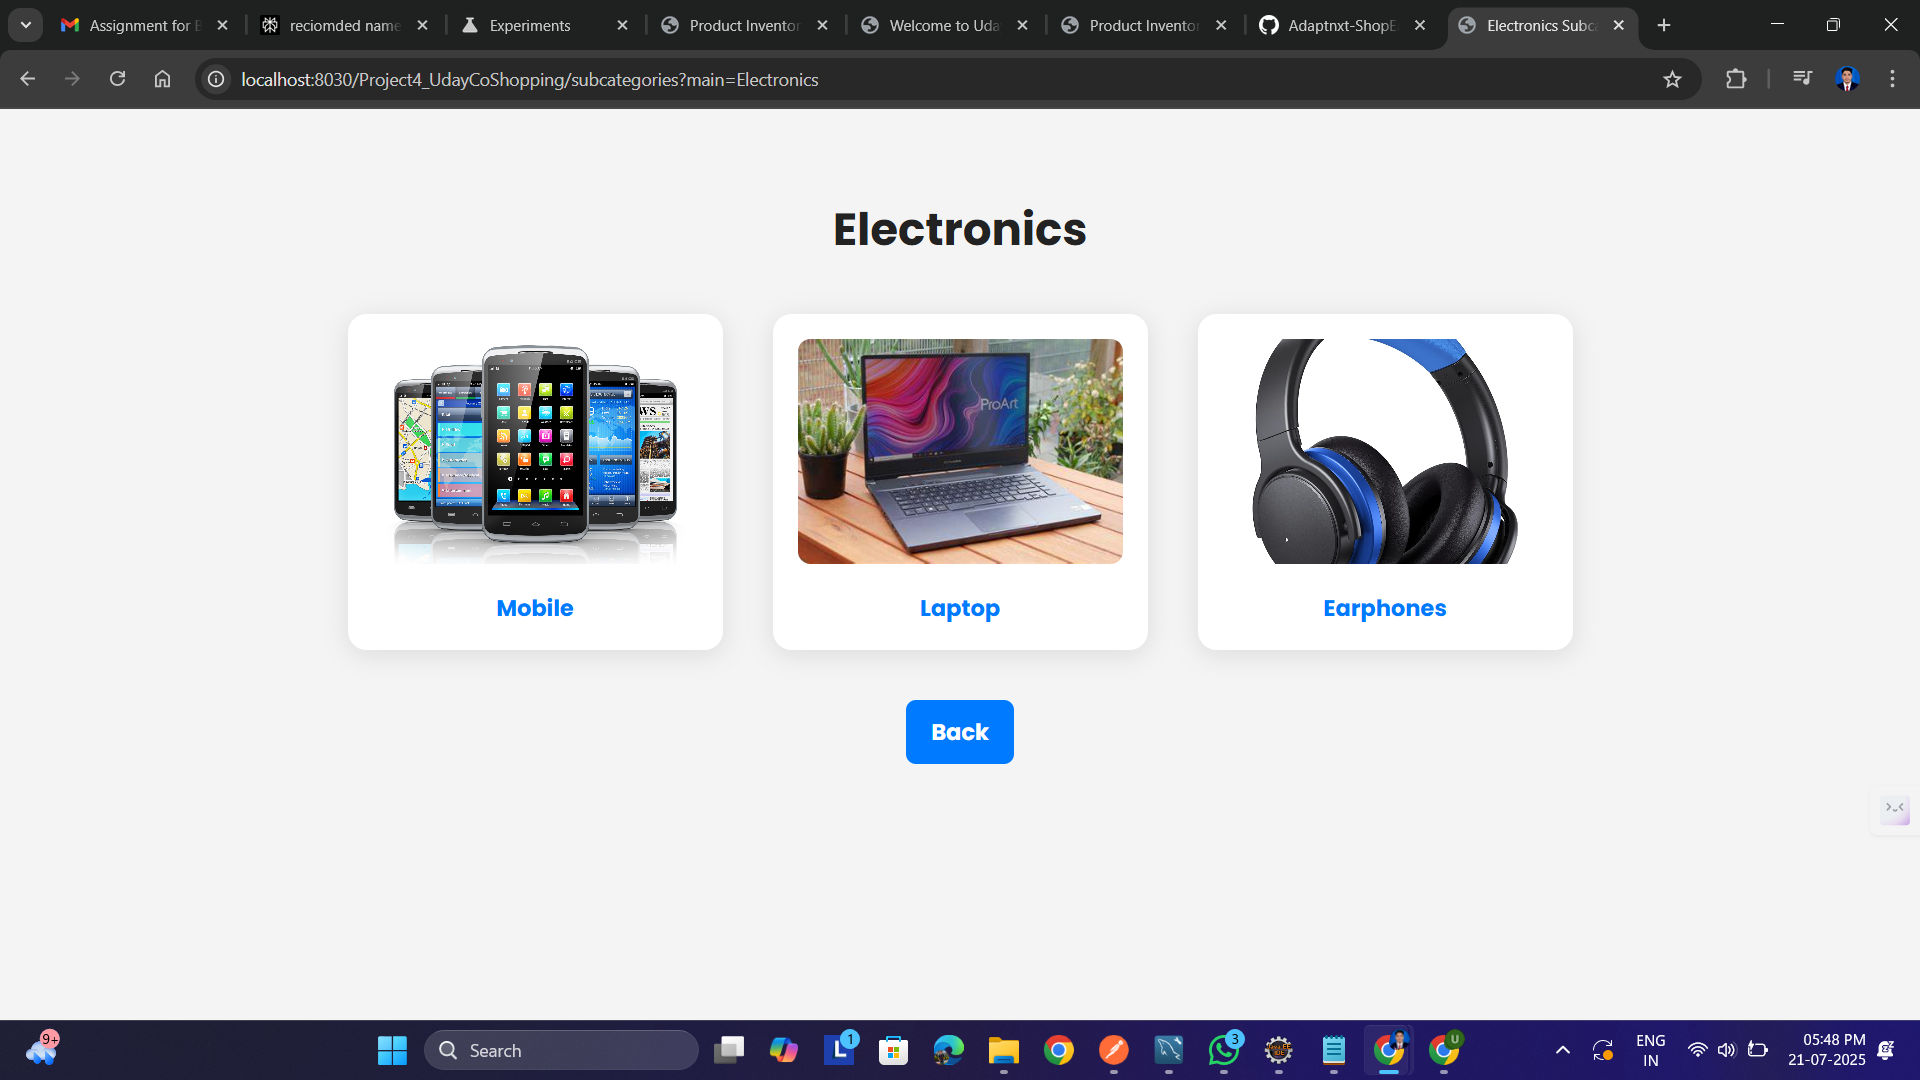 Assignment for B
reciomded name
Experiments
Product Inventor
Welcome to Uda
Product Inventor
Adaptnxt-ShopE
Electronics Subca
localhost:8030/Project4_UdayCoShopping/subcategories?main=Electronics
Electronics
ProArt
Mobile
Laptop
Earphones
Back
9+
Search
1
3
U
ENG
IN
05:48 PM
21-07-2025